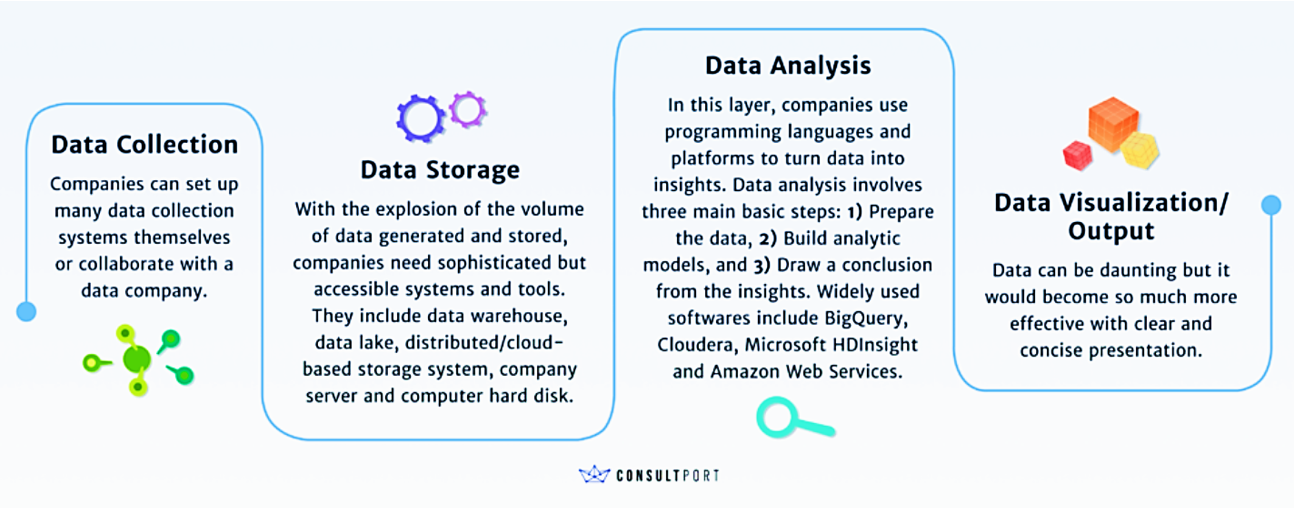 Data Collection
Companies can set up
many data collection
systems themselves
or collaborate with a
data company.
Data Storage
With the explosion of the volume
of data generated and stored,
companies need sophisticated but
accessible systems and tools.
They include data warehouse,
data lake, distributed/cloud-
based storage system, company
server and computer hard disk.
Data Analysis
In this layer, companies use
programming languages and
platforms to turn data into
insights. Data analysis involves
three main basic steps: 1) Prepare
the data, 2) Build analytic
models, and 3) Draw a conclusion
from the insights. Widely used
softwares include BigQuery,
Cloudera, Microsoft HDInsight
and Amazon Web Services.
Data Visualization/
Output
Data can be daunting but it
would become so much more
effective with clear and
concise presentation.
CONSULTPORT